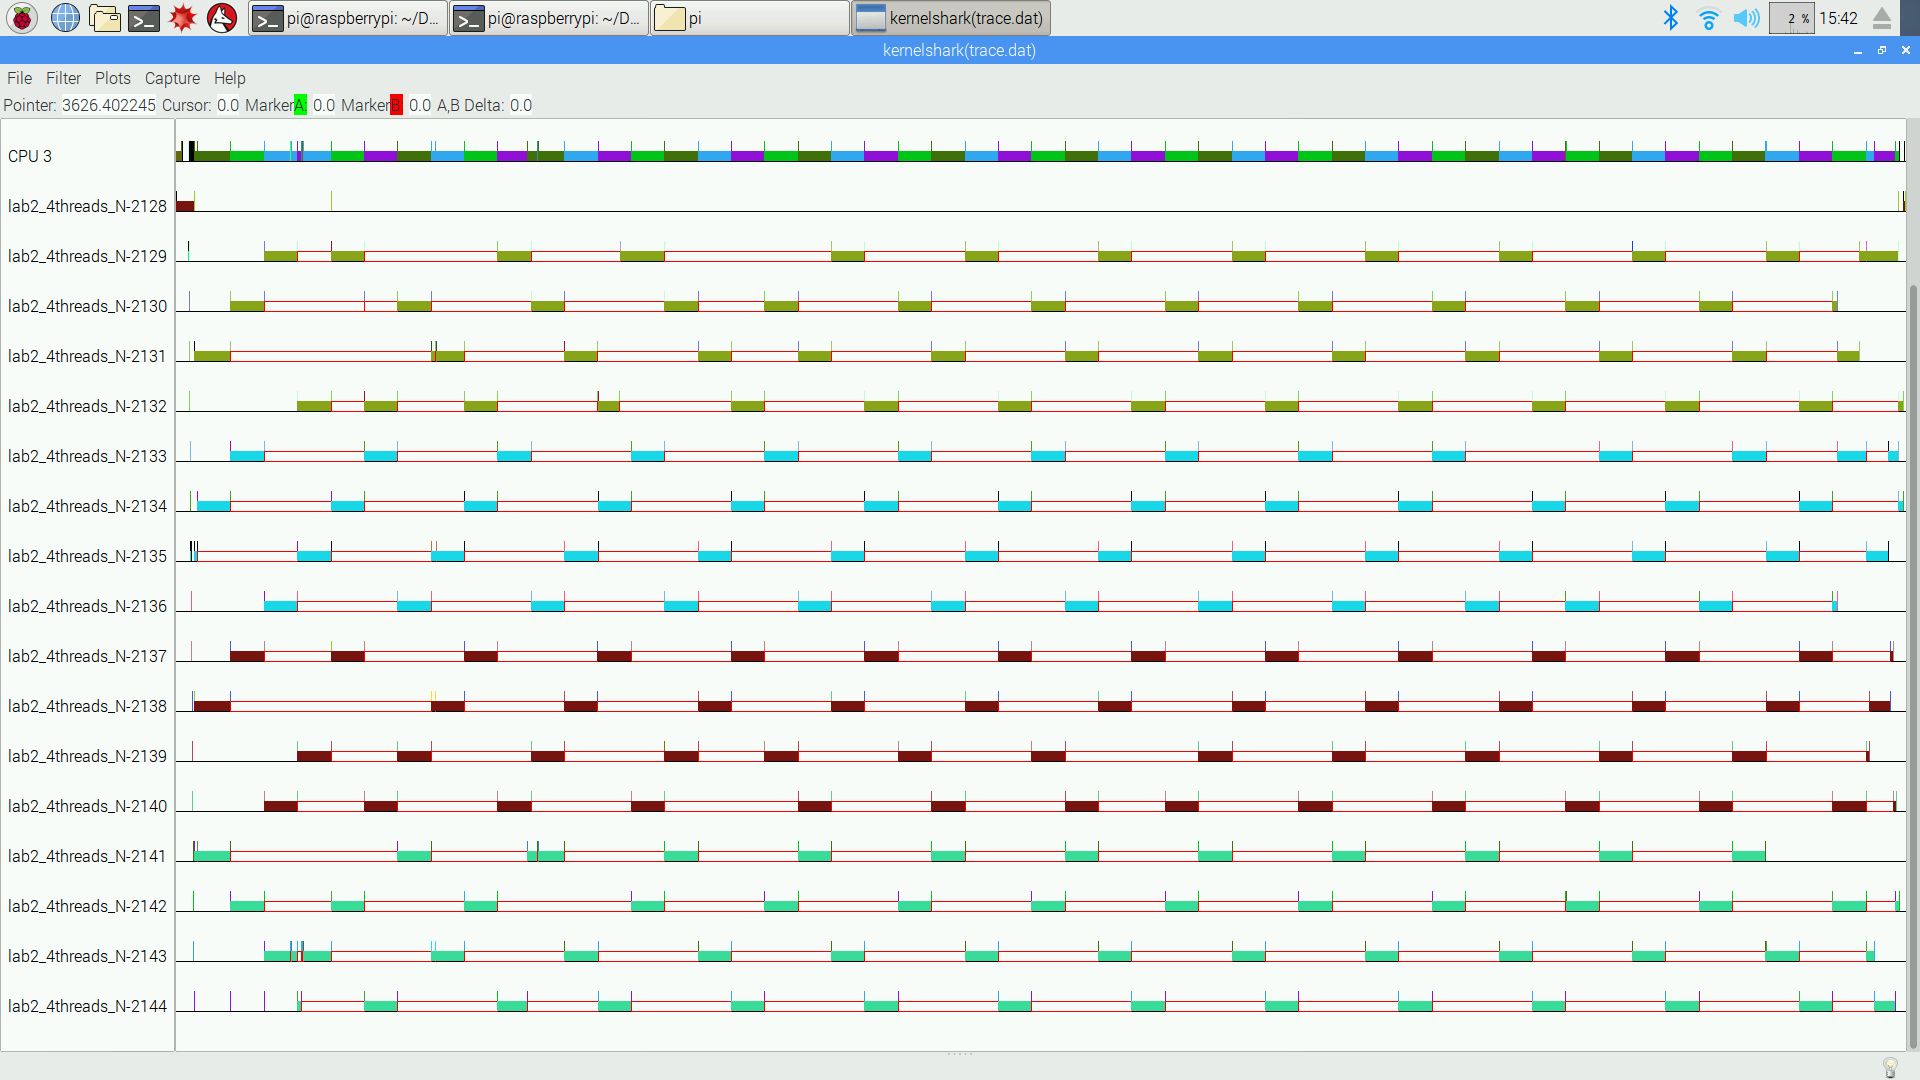 pi@raspberrypi: ~/D... pi@raspberrypi: ~/D... pi kernelshark(trace.dat) 2 % 15:42
kernelshark(trace.dat)
File Filter Plots Capture Help
Pointer: 3626.402245 Cursor: 0.0 MarkerA: 0.0 MarkerB: 0.0 A,B Delta: 0.0
CPU 3
lab2_4threads_N-2128
lab2_4threads_N-2129
lab2_4threads_N-2130
lab2_4threads_N-2131
lab2_4threads_N-2132
lab2_4threads_N-2133
lab2_4threads_N-2134
lab2_4threads_N-2135
lab2_4threads_N-2136
lab2_4threads_N-2137
lab2_4threads_N-2138
lab2_4threads_N-2139
lab2_4threads_N-2140
lab2_4threads_N-2141
lab2_4threads_N-2142
lab2_4threads_N-2143
lab2_4threads_N-2144